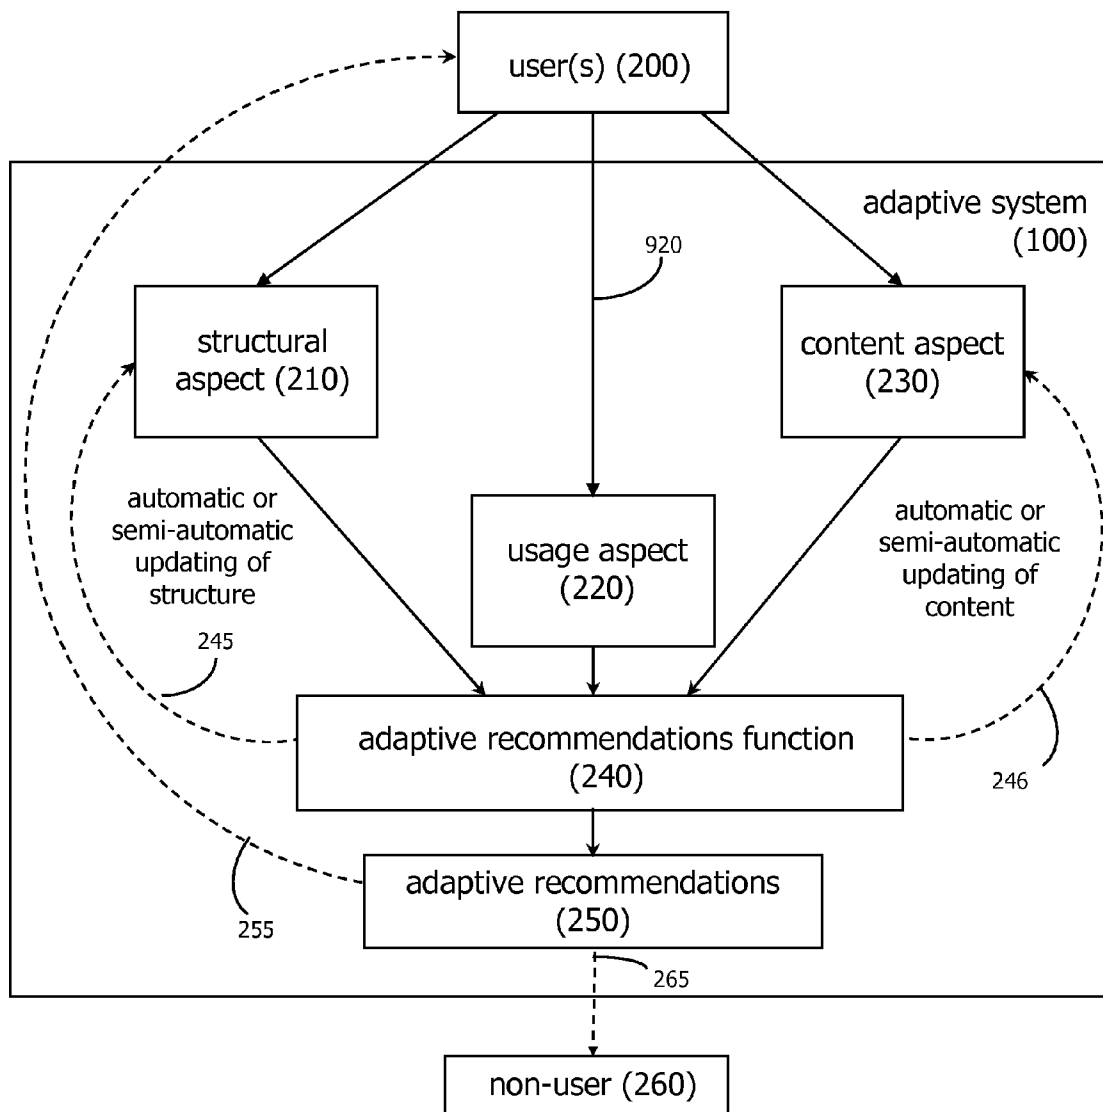 user(s) (200)
adaptive system
(100)
920
structural
aspect (210)
content aspect
(230)
automatic or
semi-automatic
updating of
structure
usage aspect
(220)
automatic or
semi-automatic
updating of
content
245
adaptive recommendations function
(240)
246
adaptive recommendations
(250)
255
265
non-user (260)